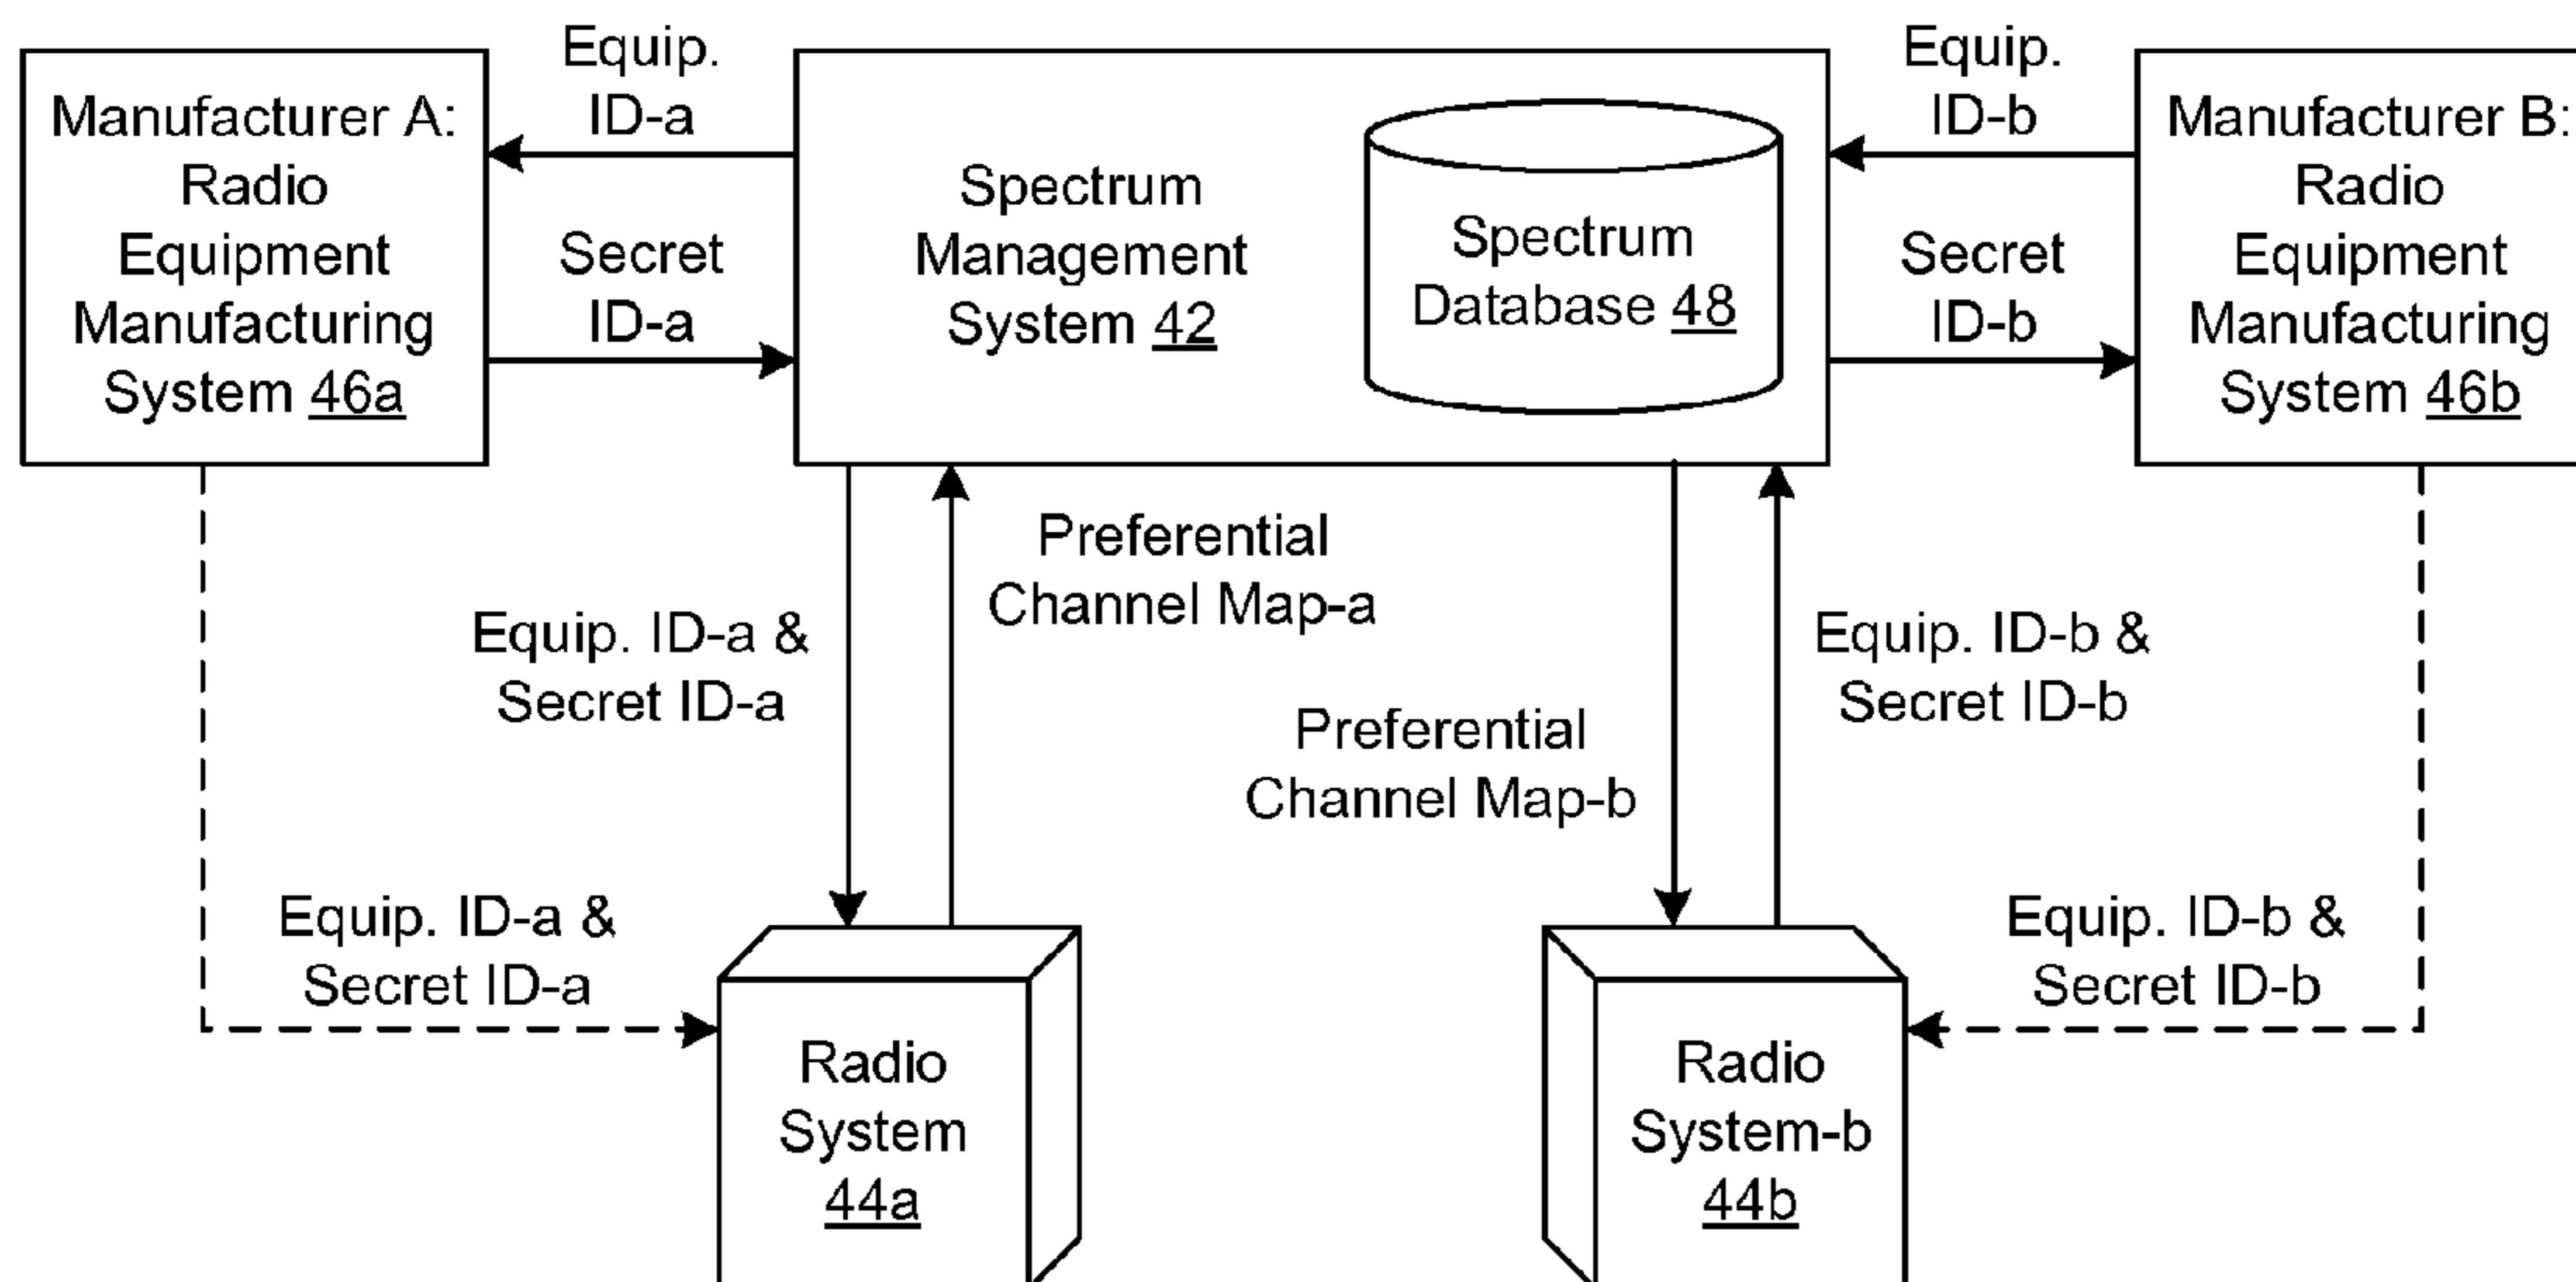 Manufacturer A:
Radio
Equipment
Manufacturing
System 46a
Equip.
ID-a
Secret
ID-a
Spectrum
Management
System 42
Spectrum
Database 48
Equip.
ID-b
Secret
ID-b
Manufacturer B:
Radio
Equipment
Manufacturing
System 46b
Preferential
Channel Map-a
Equip. ID-a &
Secret ID-a
Preferential
Channel Map-b
Equip. ID-b &
Secret ID-b
Equip. ID-a &
Secret ID-a
Equip. ID-b &
Secret ID-b
Radio
System
44a
Radio
System-b
44b